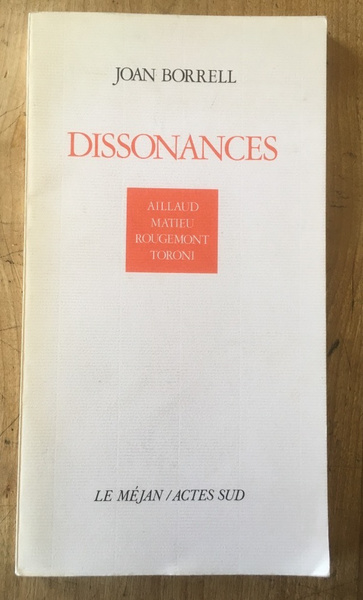 JOAN BORRELL
DISSONANCES
AILLAUD
MATIEU
ROUGEMONT
TORONI
LE MÉJAN / ACTES SUD